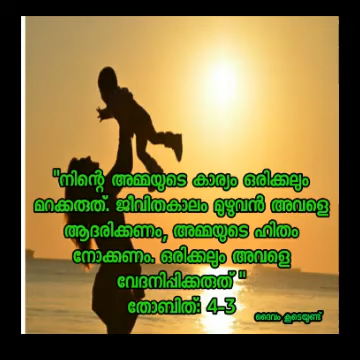 "നിന്റെ അമ്മയുടെ കാര്യം ഒരിക്കലും
മറക്കരുത്. ജീവിതകാലം മുഴുവൻ അവളെ
ആദരിക്കണം, അമ്മയുടെ ഹിതം
നോക്കണം. ഒരിക്കലും അവളെ
വേദനിപ്പിക്കരുത് "
തോബിത്: 4-3
ദൈവം കൂടെയുണ്ട്